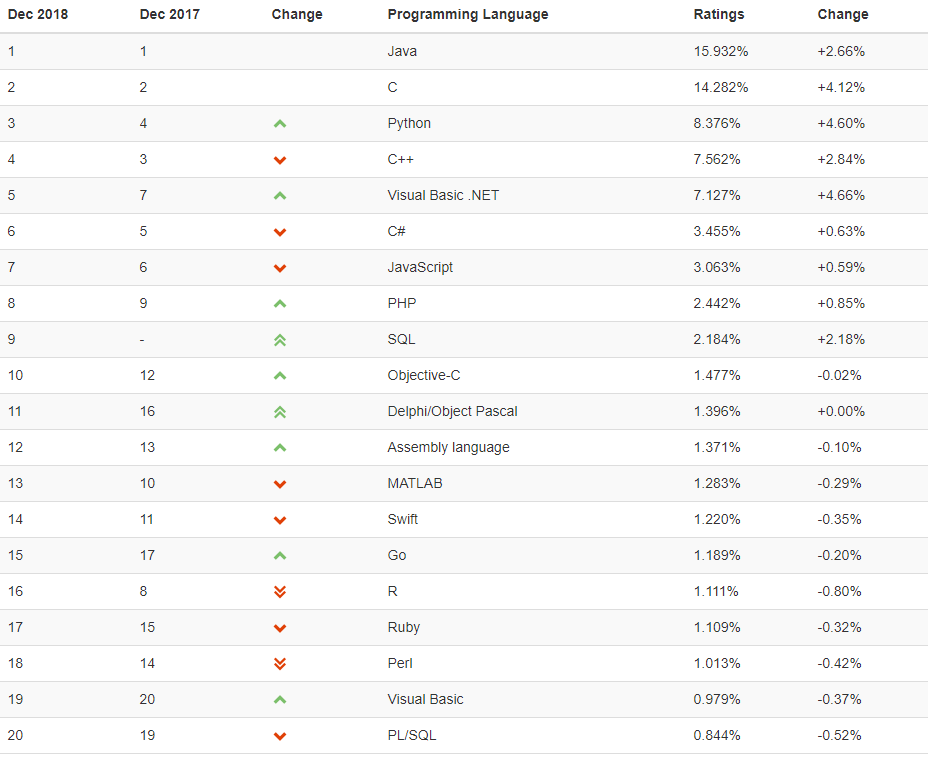 Dec 2018 Dec 2017 Change Programming Language Ratings Change
1 1 Java 15.932% +2.66%
2 2 C 14.282% +4.12%
3 4 Python 8.376% +4.60%
4 3 C++ 7.562% +2.84%
5 7 Visual Basic .NET 7.127% +4.66%
6 5 C# 3.455% +0.63%
7 6 JavaScript 3.063% +0.59%
8 9 PHP 2.442% +0.85%
9 - SQL 2.184% +2.18%
10 12 Objective-C 1.477% -0.02%
11 16 Delphi/Object Pascal 1.396% +0.00%
12 13 Assembly language 1.371% -0.10%
13 10 MATLAB 1.283% -0.29%
14 11 Swift 1.220% -0.35%
15 17 Go 1.189% -0.20%
16 8 R 1.111% -0.80%
17 15 Ruby 1.109% -0.32%
18 14 Perl 1.013% -0.42%
19 20 Visual Basic 0.979% -0.37%
20 19 PL/SQL 0.844% -0.52%